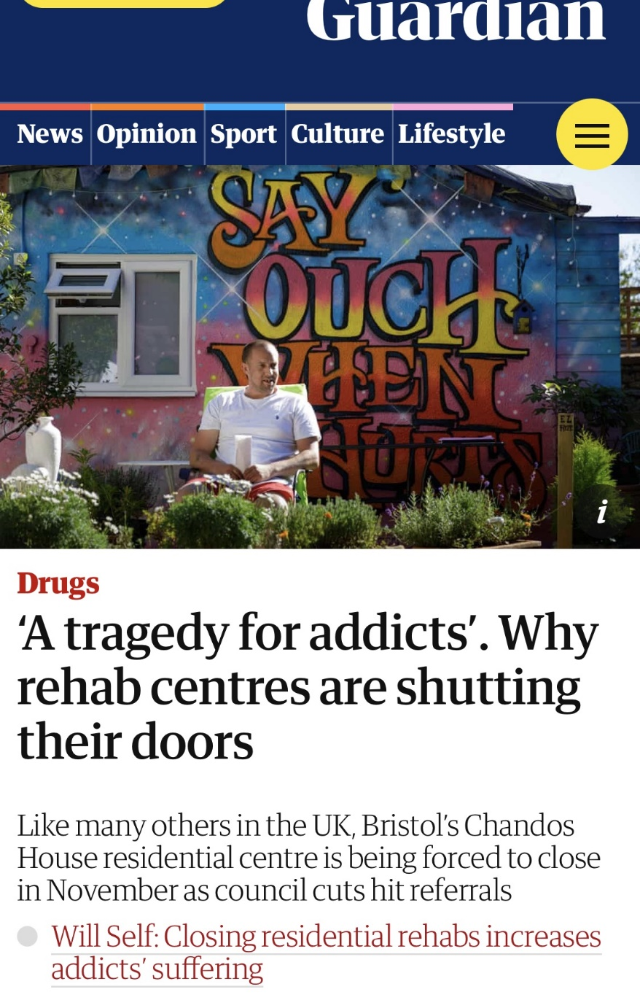 Guardian
News Opinion Sport Culture Lifestyle
SAY
OUCH
WHEN
HURTS
i
Drugs
‘A tragedy for addicts’. Why
rehab centres are shutting
their doors
Like many others in the UK, Bristol’s Chandos
House residential centre is being forced to close
in November as council cuts hit referrals
Will Self: Closing residential rehabs increases
addicts’ suffering